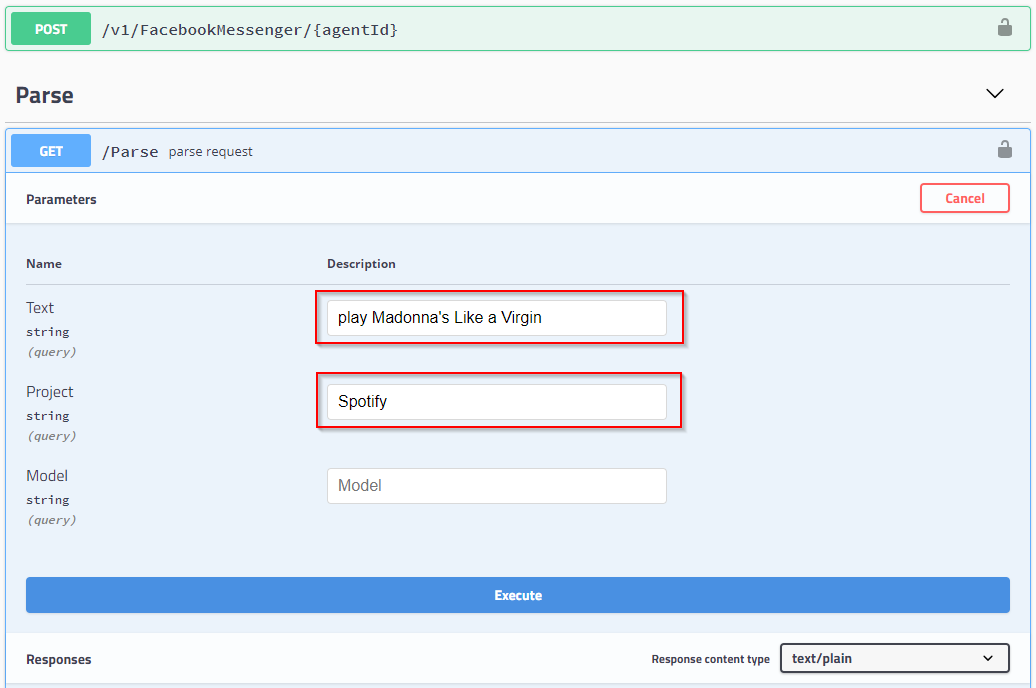 POST /v1/FacebookMessenger/{agentId}
Parse
GET /Parse parse request
Parameters Cancel
Name Description
Text play Madonna's Like a Virgin
string
(query)
Project Spotify
string
(query)
Model Model
string
(query)
Execute
Responses Response content type text/plain